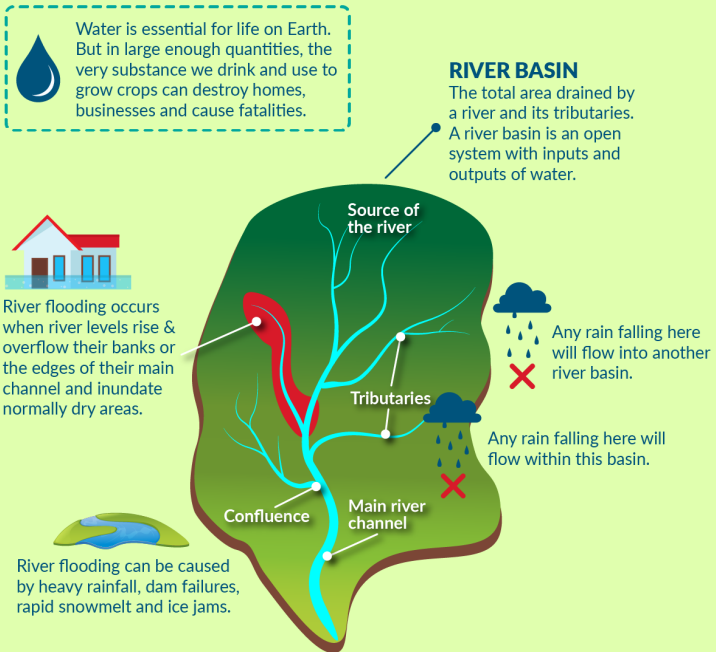 Water is essential for life on Earth.
But in large enough quantities, the
very substance we drink and use to
grow crops can destroy homes,
businesses and cause fatalities.
RIVER BASIN
The total area drained by
a river and its tributaries.
A river basin is an open
system with inputs and
outputs of water.
Source of
the river
River flooding occurs
when river levels rise &
overflow their banks or
the edges of their main
channel and inundate
normally dry areas.
Any rain falling here
will flow into another
river basin.
Tributaries
Any rain falling here will
flow within this basin.
Confluence
Main river
channel
River flooding can be caused
by heavy rainfall, dam failures,
rapid snowmelt and ice jams.